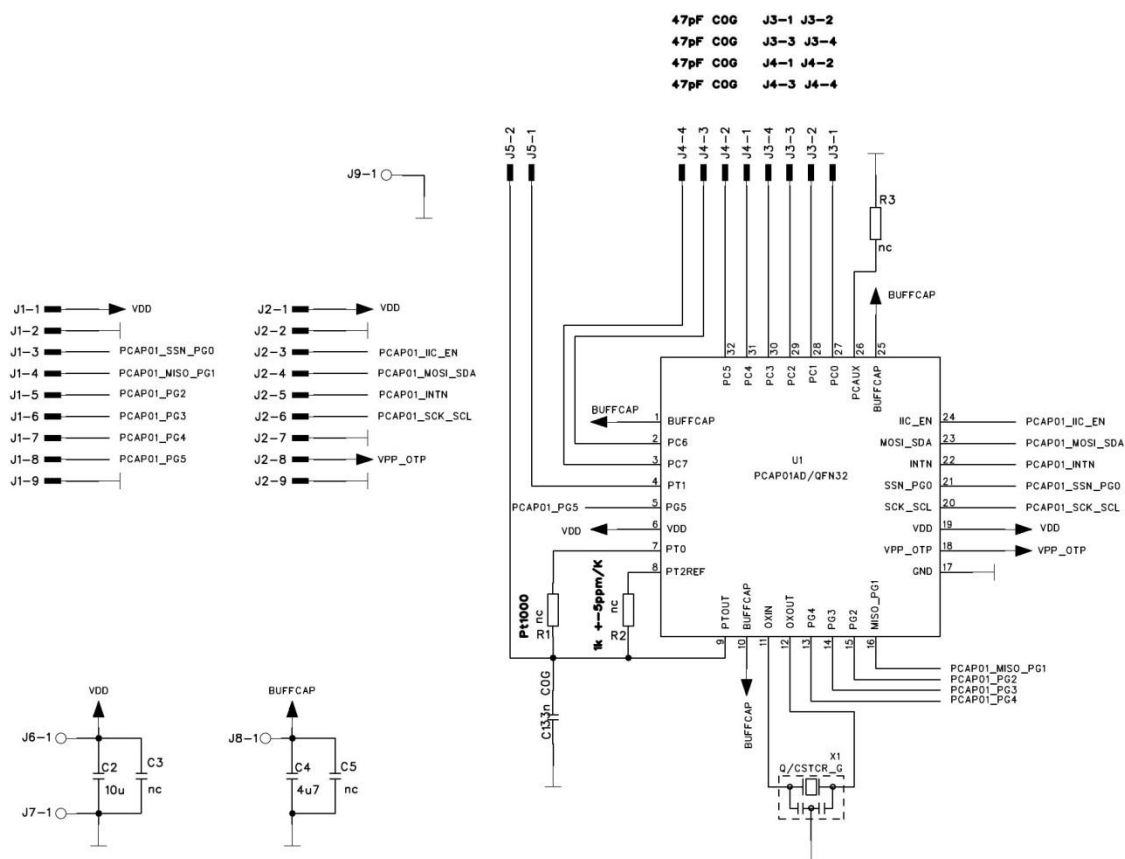 47pF COG J3-1 J3-2
47pF COG J3-3 J3-4
47pF COG J4-1 J4-2
47pF COG J4-3 J4-4
J5-2
J5-1
J4-4
J4-3
J4-2
J4-1
J3-4
J3-3
J3-2
J3-1
J9-1
R3
nc
BUFFCAP
J1-1 VDD
J1-2
J1-3 PCAP01_SSN_PG0
J1-4 PCAP01_MISO_PG1
J1-5 PCAP01_PG2
J1-6 PCAP01_PG3
J1-7 PCAP01_PG4
J1-8 PCAP01_PG5
J1-9
J2-1 VDD
J2-2
J2-3 PCAP01_IIC_EN
J2-4 PCAP01_MOSI_SDA
J2-5 PCAP01_INTN
J2-6 PCAP01_SCK_SCL
J2-7
J2-8 VPP_OTP
J2-9
32 PC5
31 PC4
30 PC3
29 PC2
28 PC1
27 PC0
26 PCAUX
25 BUFFCAP
BUFFCAP 1 BUFFCAP
2 PC6
3 PC7
4 PT1
PCAP01_PG5 5 PG5
VDD 6 VDD
7 PT0
8 PT2REF
U1
PCAP01AD/QFN32
IIC_EN 24 PCAP01_IIC_EN
MOSI_SDA 23 PCAP01_MOSI_SDA
INTN 22 PCAP01_INTN
SSN_PG0 21 PCAP01_SSN_PG0
SCK_SCL 20 PCAP01_SCK_SCL
VDD 19 VDD
VPP_OTP 18 VPP_OTP
GND 17
PTOUT 9
BUFFCAP 10
OXIN 11
OXOUT 12
PG4 13
PG3 14
PG2 15
MISO_PG1 16
Pt1000
nc
R1
1k +-5ppm/K
nc
R2
C133n COG
BUFFCAP
PCAP01_MISO_PG1
PCAP01_PG2
PCAP01_PG3
PCAP01_PG4
X1
Q/CSTCR_G
VDD
J6-1
C2
10u
C3
nc
J7-1
BUFFCAP
J8-1
C4
4u7
C5
nc